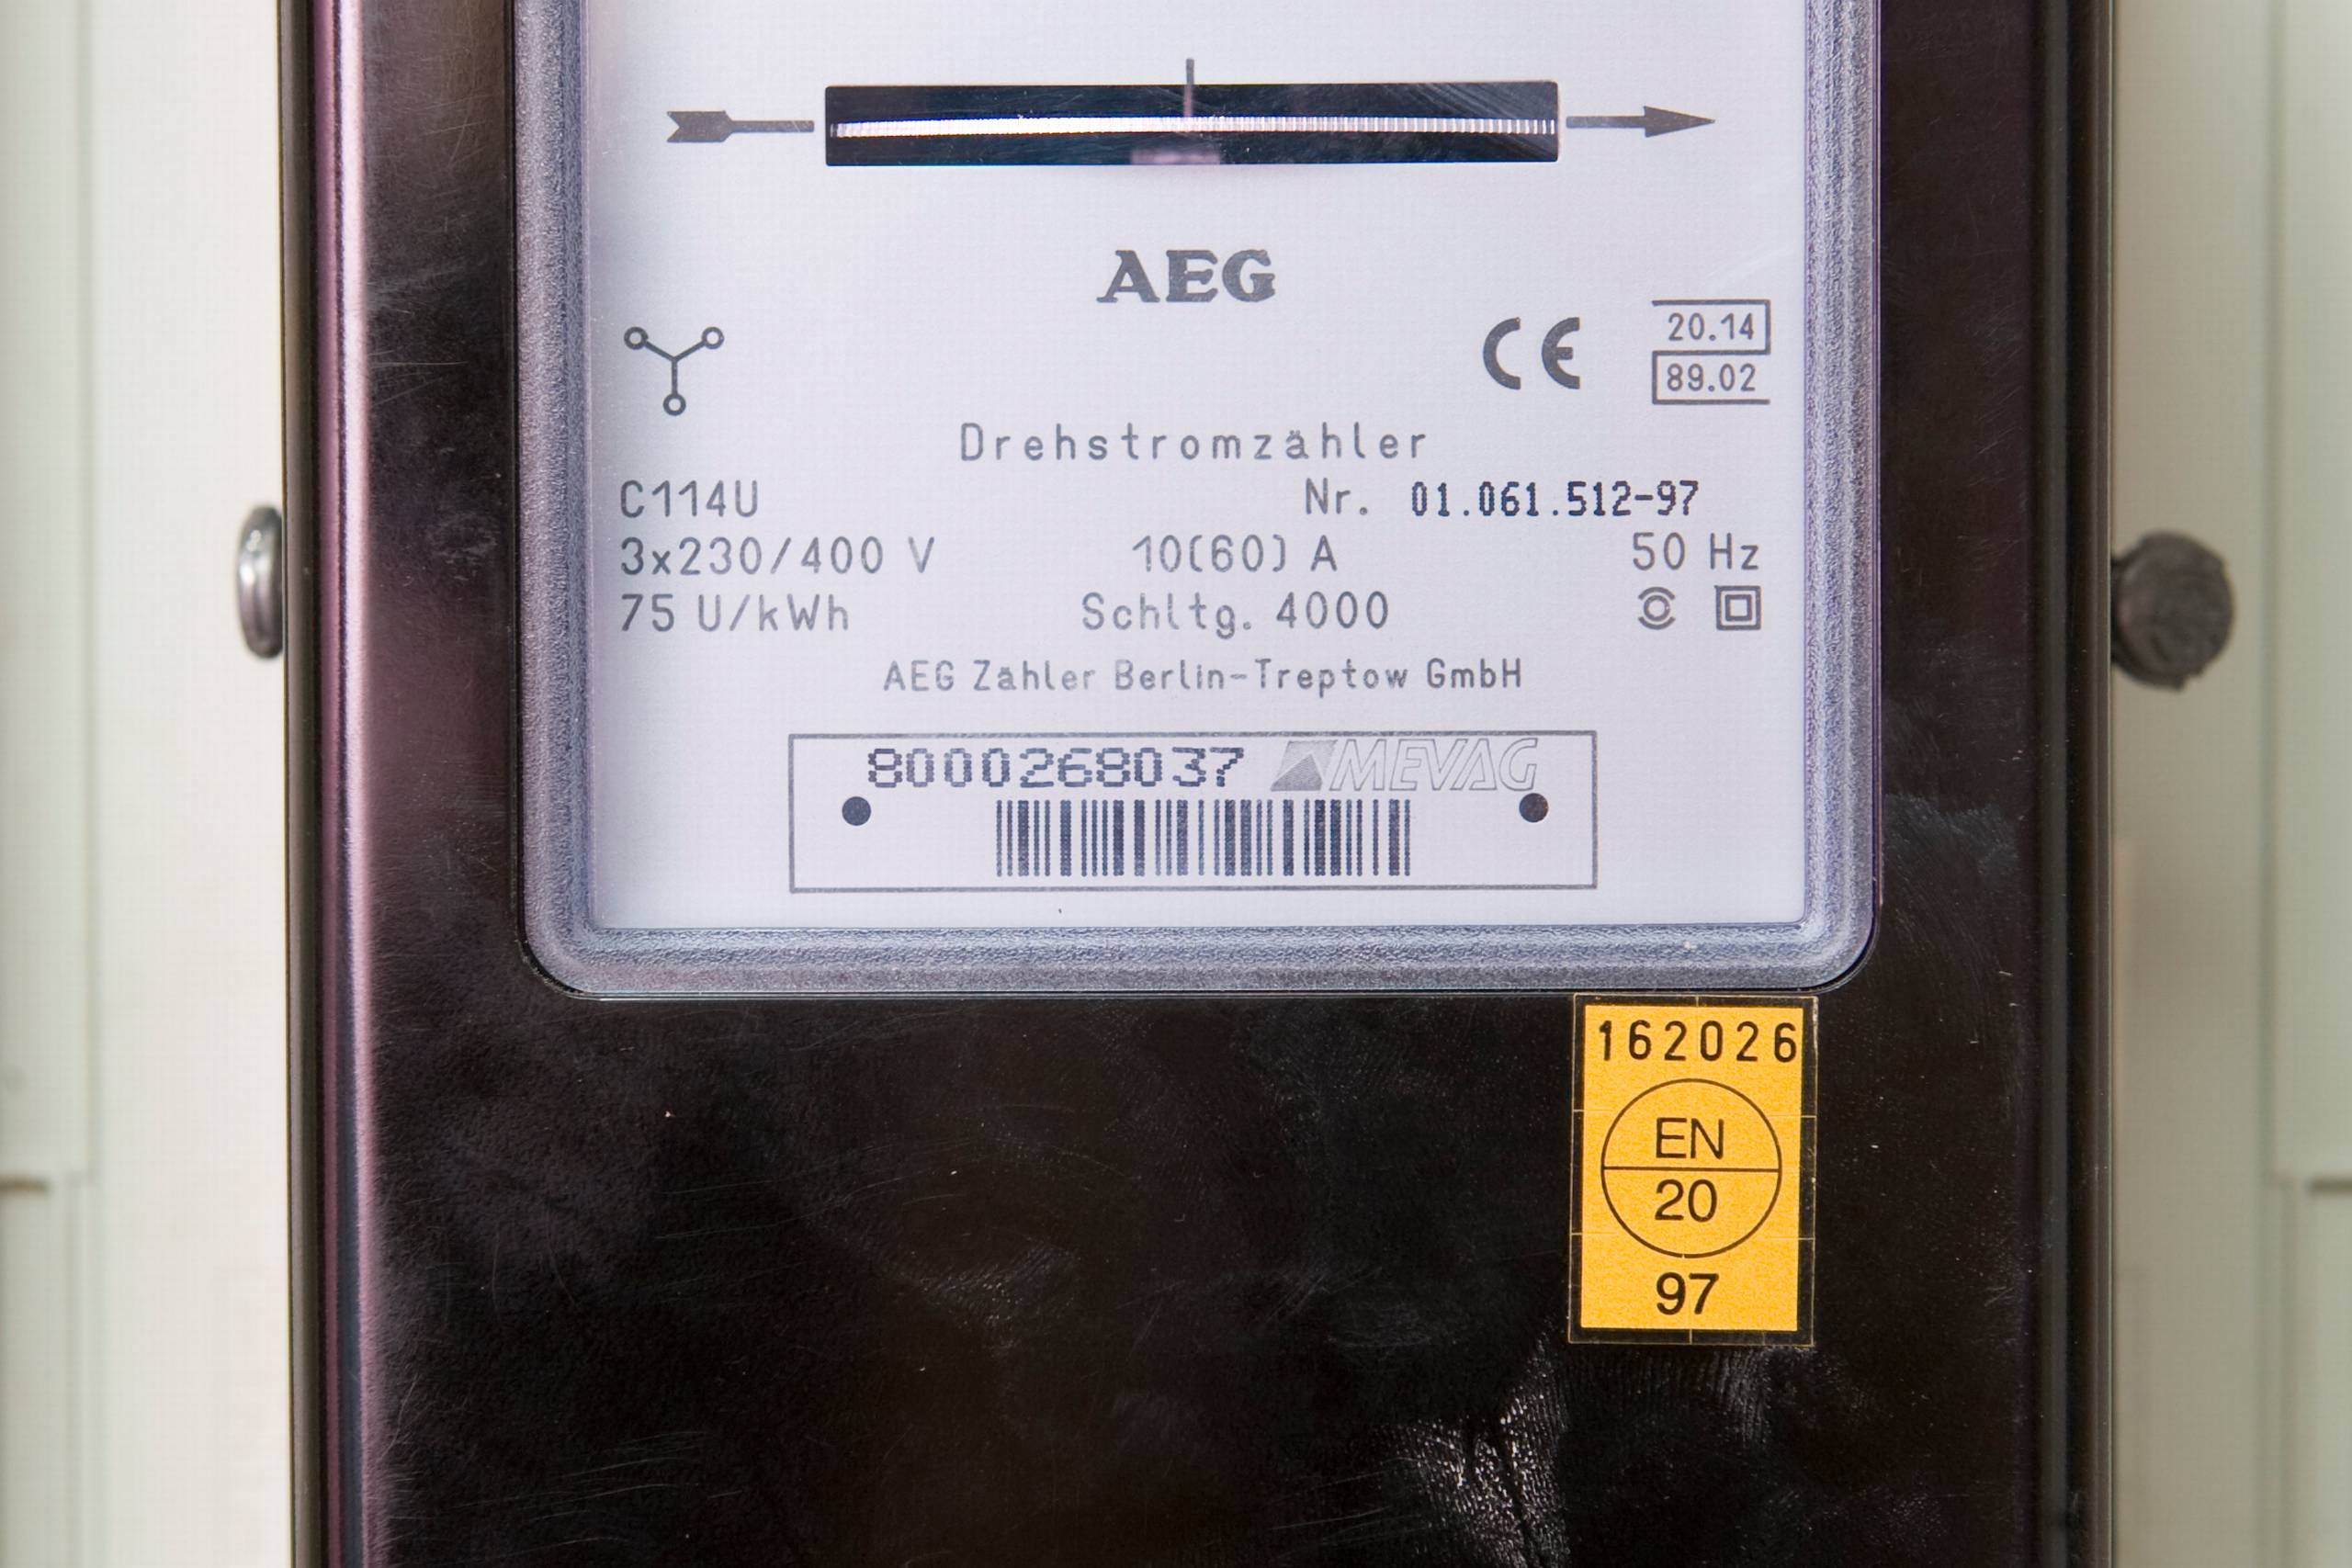 AEG
CE
20.14
89.02
Drehstromzähler
C114U Nr. 01.061.512-97
3x230/400 V 10(60) A 50 Hz
75 U/kWh Schltg. 4000
AEG Zähler Berlin-Treptow GmbH
8000268037 MEVAG
162026
EN
20
97